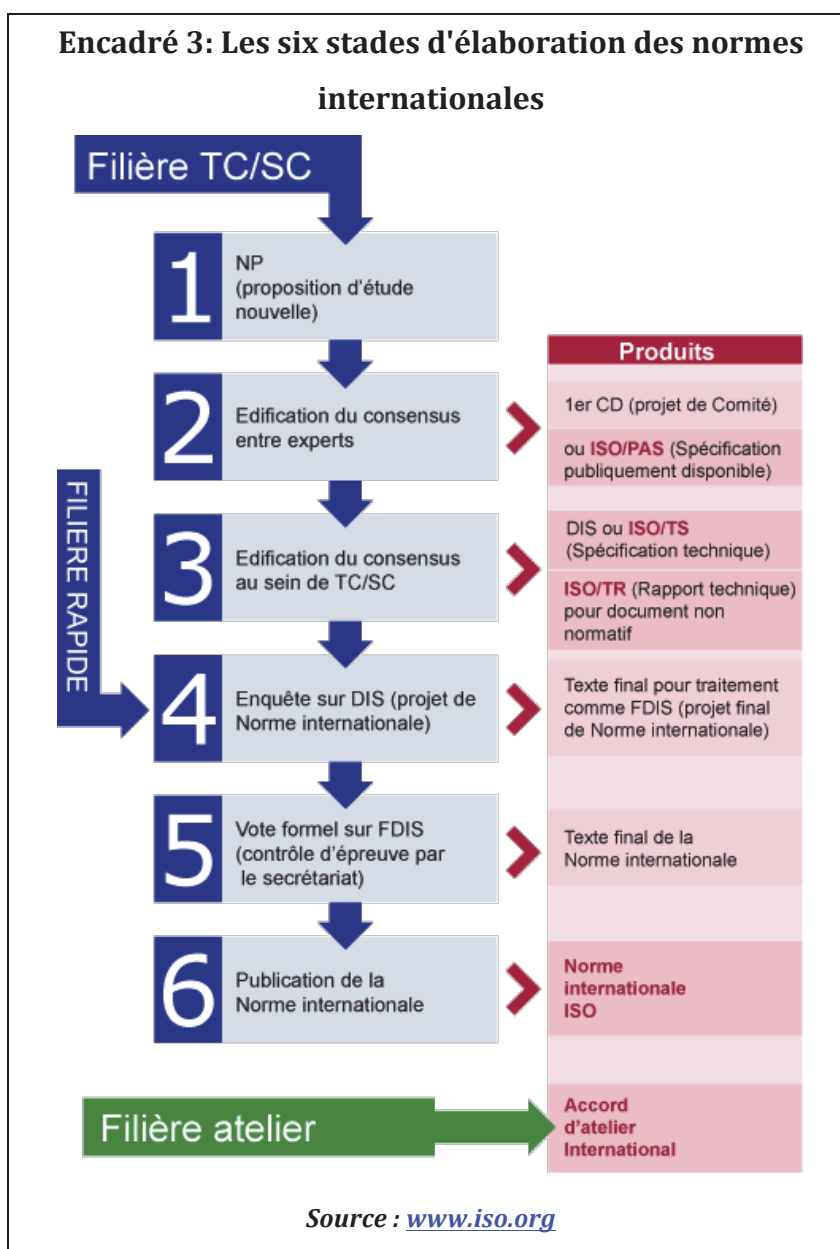 Encadré 3: Les six stades d'élaboration des normes
internationales
Filière TC/SC
1
NP
(proposition d'étude
nouvelle)
Produits
2
Edification du consensus
entre experts
1er CD (projet de Comité)
ou ISO/PAS (Spécification
publiquement disponible)
FILIERE RAPIDE
3
Edification du consensus
au sein de TC/SC
DIS ou ISO/TS
(Spécification technique)
ISO/TR (Rapport technique)
pour document non
normatif
4
Enquête sur DIS (projet de
Norme internationale)
Texte final pour traitement
comme FDIS (projet final
de Norme internationale)
5
Vote formel sur FDIS
(contrôle d'épreuve par
le secrétariat)
Texte final de la
Norme internationale
6
Publication de la
Norme internationale
Norme
internationale
ISO
Filière atelier
Accord
d'atelier
International
Source : www.iso.org